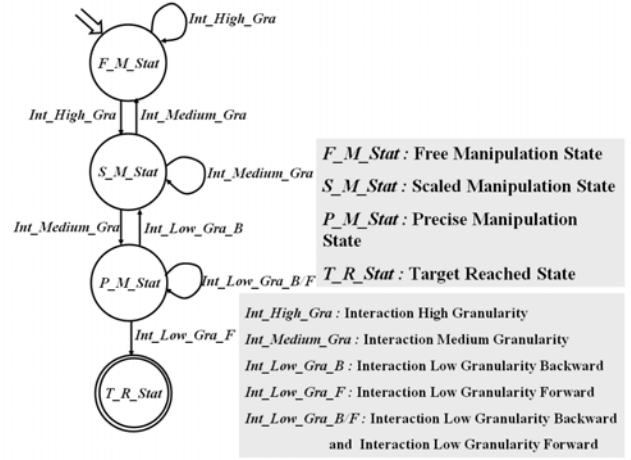 Int_High_Gra
F_M_Stat
Int_High_Gra Int_Medium_Gra
S_M_Stat
Int_Medium_Gra
Int_Medium_Gra Int_Low_Gra_B
P_M_Stat
Int_Low_Gra_B/F
Int_Low_Gra_F
T_R_Stat
F_M_Stat : Free Manipulation State
S_M_Stat : Scaled Manipulation State
P_M_Stat : Precise Manipulation
State
T_R_Stat : Target Reached State
Int_High_Gra : Interaction High Granularity
Int_Medium_Gra : Interaction Medium Granularity
Int_Low_Gra_B : Interaction Low Granularity Backward
Int_Low_Gra_F : Interaction Low Granularity Forward
Int_Low_Gra_B/F : Interaction Low Granularity Backward
and Interaction Low Granularity Forward